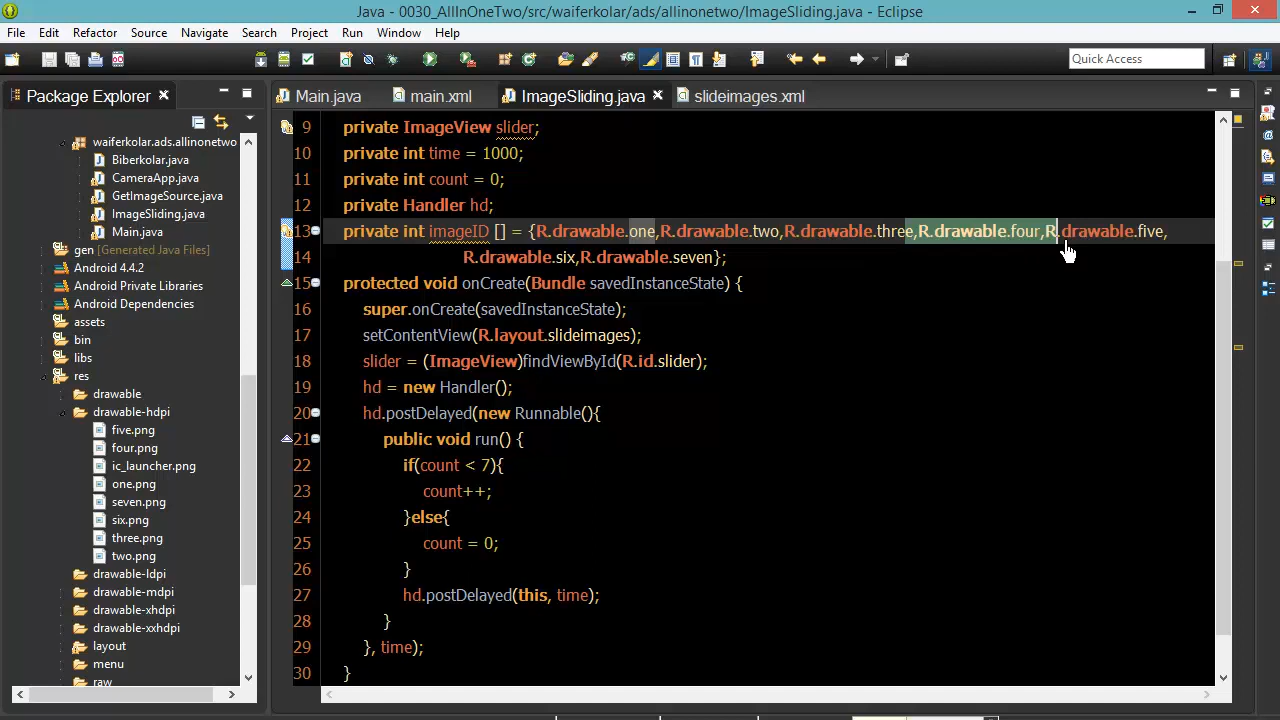 Java - 0030_AllInOneTwo/src/waiferkolar/ads/allinonetwo/ImageSliding.java - Eclipse
File Edit Refactor Source Navigate Search Project Run Window Help
Quick Access
Package Explorer
Main.java main.xml ImageSliding.java slideimages.xml
waiferkolar.ads.allinonetwo
Biberkolar.java
CameraApp.java
GetImageSource.java
ImageSliding.java
Main.java
gen [Generated Java Files]
Android 4.4.2
Android Private Libraries
Android Dependencies
assets
bin
libs
res
drawable
drawable-hdpi
five.png
four.png
ic_launcher.png
one.png
seven.png
six.png
three.png
two.png
drawable-ldpi
drawable-mdpi
drawable-xhdpi
drawable-xxhdpi
layout
menu
raw
9 private ImageView slider;
10 private int time = 1000;
11 private int count = 0;
12 private Handler hd;
13 private int imageID [] = {R.drawable.one,R.drawable.two,R.drawable.three,R.drawable.four,R.drawable.five,
14 R.drawable.six,R.drawable.seven};
15 protected void onCreate(Bundle savedInstanceState) {
16 super.onCreate(savedInstanceState);
17 setContentView(R.layout.slideimages);
18 slider = (ImageView)findViewById(R.id.slider);
19 hd = new Handler();
20 hd.postDelayed(new Runnable(){
21 public void run() {
22 if(count < 7){
23 count++;
24 }else{
25 count = 0;
26 }
27 hd.postDelayed(this, time);
28 }
29 }, time);
30 }